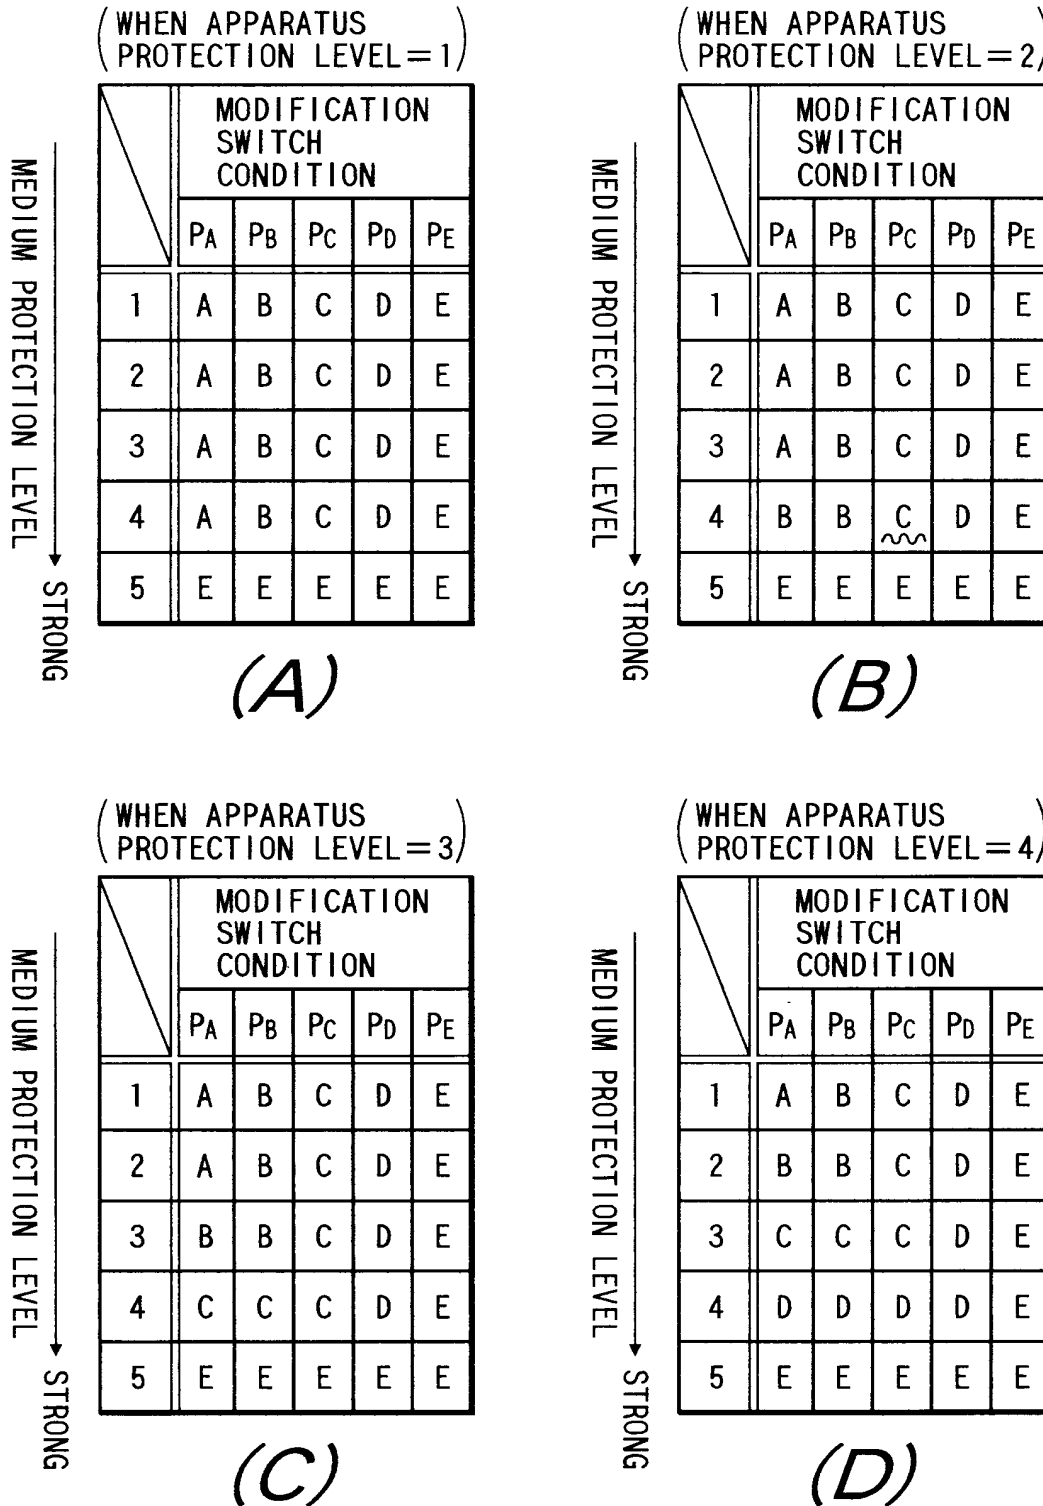 (WHEN APPARATUS
PROTECTION LEVEL=1)
MODIFICATION
SWITCH
CONDITION
PA PB PC PD PE
1 A B C D E
2 A B C D E
3 A B C D E
4 A B C D E
5 E E E E E
MEDIUM PROTECTION LEVEL
STRONG
(A)
(WHEN APPARATUS
PROTECTION LEVEL=2)
MODIFICATION
SWITCH
CONDITION
PA PB PC PD PE
1 A B C D E
2 A B C D E
3 A B C D E
4 B B C D E
5 E E E E E
MEDIUM PROTECTION LEVEL
STRONG
(B)
(WHEN APPARATUS
PROTECTION LEVEL=3)
MODIFICATION
SWITCH
CONDITION
PA PB PC PD PE
1 A B C D E
2 A B C D E
3 B B C D E
4 C C C D E
5 E E E E E
MEDIUM PROTECTION LEVEL
STRONG
(C)
(WHEN APPARATUS
PROTECTION LEVEL=4)
MODIFICATION
SWITCH
CONDITION
PA PB PC PD PE
1 A B C D E
2 B B C D E
3 C C C D E
4 D D D D E
5 E E E E E
MEDIUM PROTECTION LEVEL
STRONG
(D)